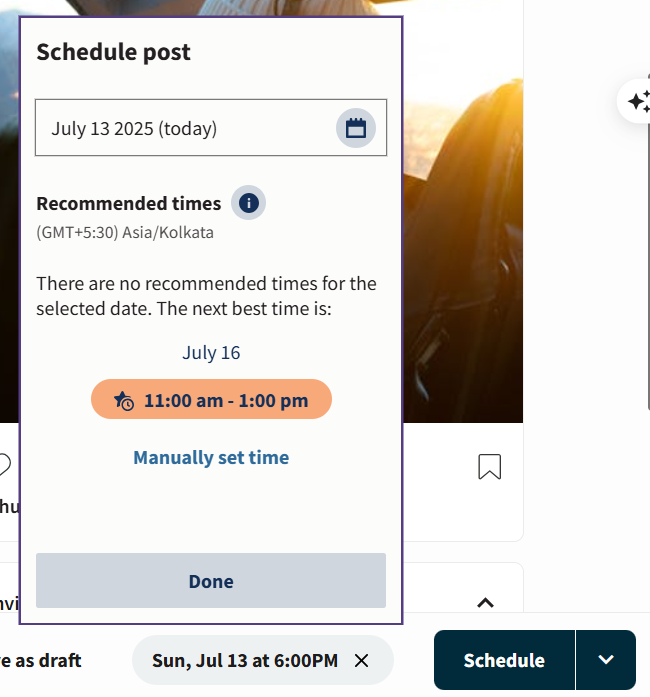 Schedule post
July 13 2025 (today)
Recommended times
(GMT+5:30) Asia/Kolkata
There are no recommended times for the
selected date. The next best time is:
July 16
11:00 am - 1:00 pm
Manually set time
Done
as draft
Sun, Jul 13 at 6:00PM
Schedule